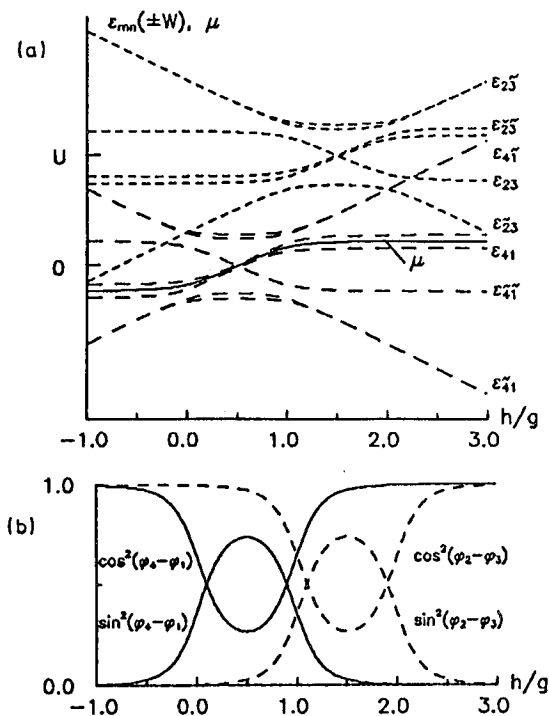 ε_mn(±W), μ
(a)
ε_23̃
ε_2̃3̃
ε_41̃
U
ε_23
ε_2̃3
0
μ
ε_41
ε_4̃1̃
ε_4̃1
-1.0 0.0 1.0 2.0 3.0 h/g
1.0
(b)
cos²(φ₄-φ₁) cos²(φ₂-φ₃)
sin²(φ₄-φ₁) sin²(φ₂-φ₃)
0.0
-1.0 0.0 1.0 2.0 3.0 h/g